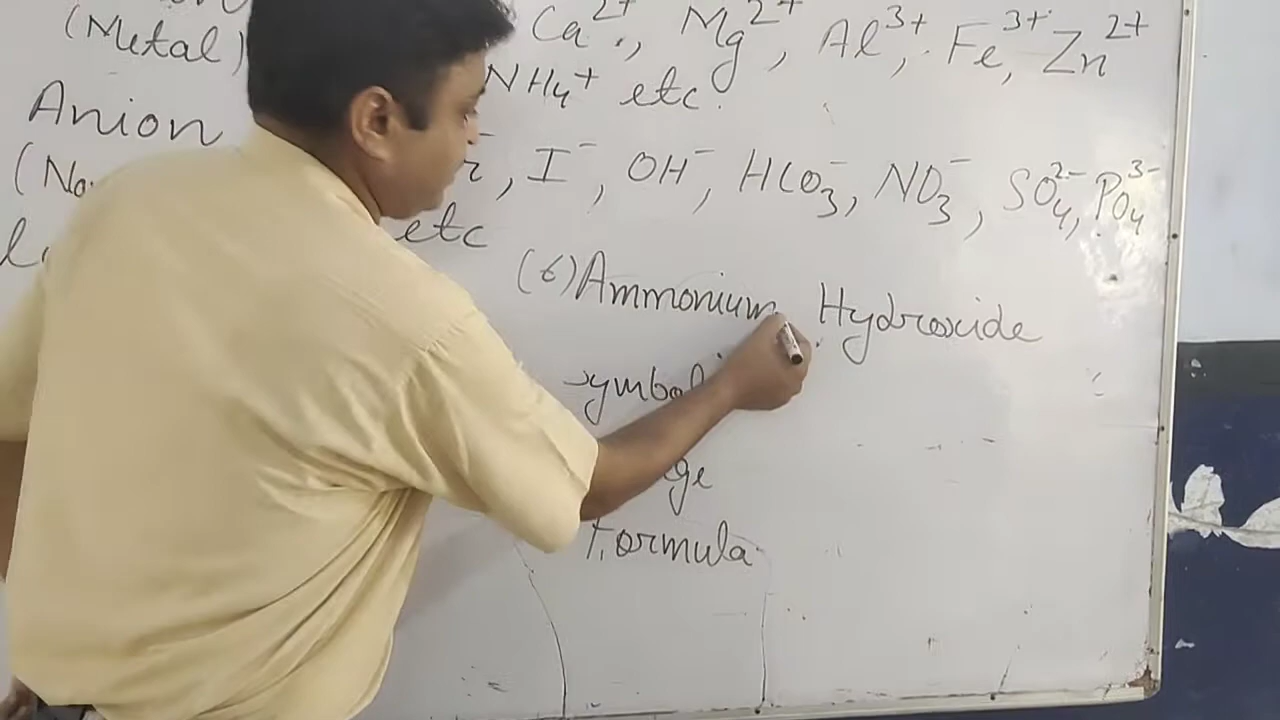 (Metal) Ca²⁺, Mg²⁺, Al³⁺, Fe³⁺, Zn²⁺
NH₄⁺ etc.
Anion I⁻, OH⁻, HCO₃⁻, NO₃⁻, SO₄²⁻, PO₄³⁻
etc
(6) Ammonium Hydroxide
Formula